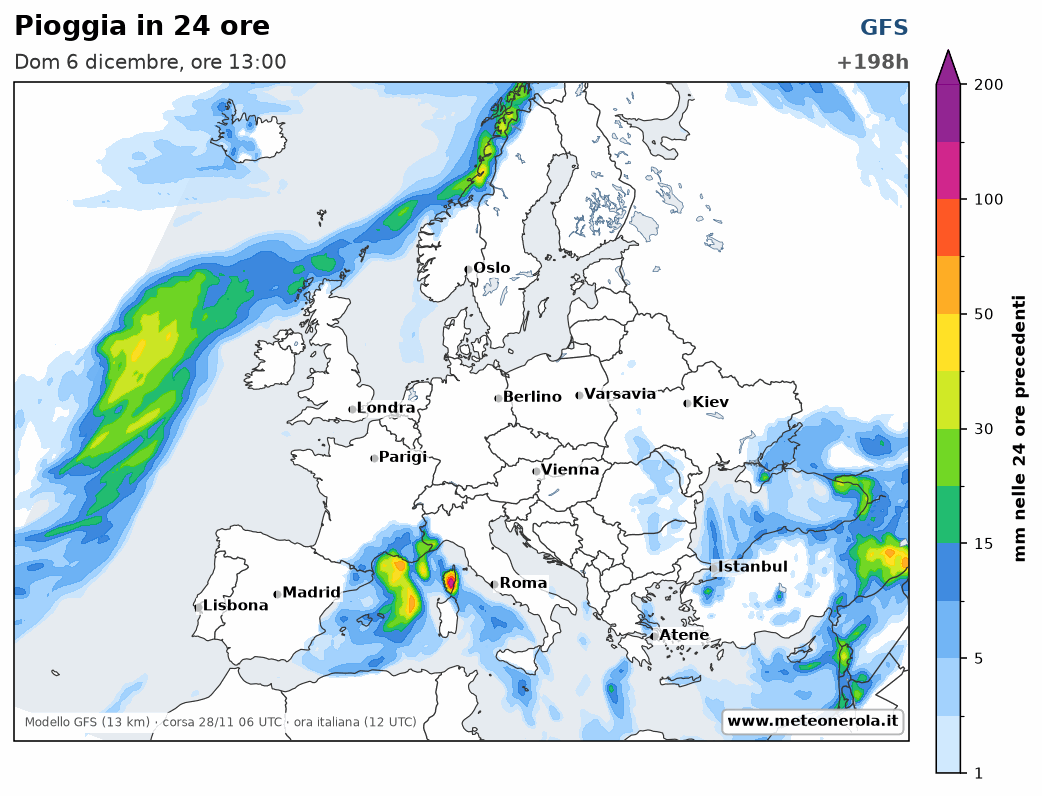 Pioggia in 24 ore
GFS
Dom 6 dicembre, ore 13:00
+198h
200
100
50
30
15
5
1
mm nelle 24 ore precedenti
Oslo
Berlino
Varsavia
Kiev
Londra
Parigi
Vienna
Istanbul
Roma
Madrid
Lisbona
Atene
Modello GFS (13 km) · corsa 28/11 06 UTC · ora italiana (12 UTC)
www.meteonerola.it